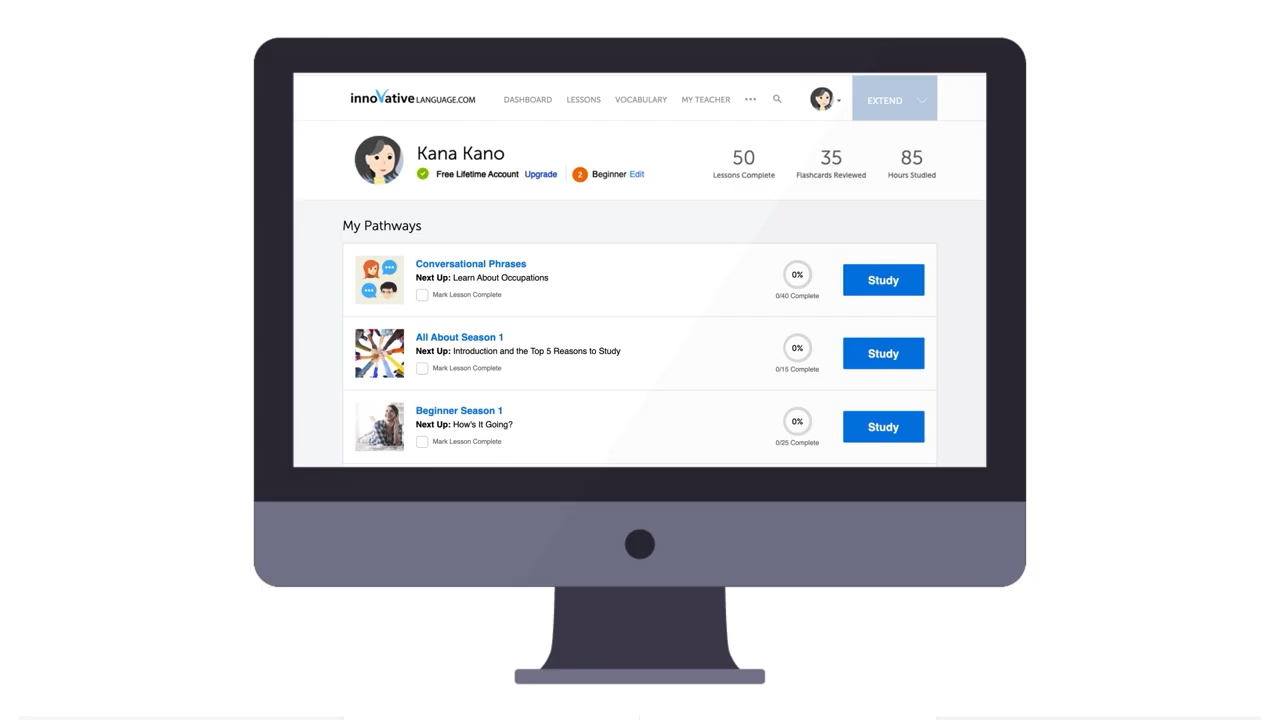 innoVative LANGUAGE.COM DASHBOARD LESSONS VOCABULARY MY TEACHER ••• EXTEND
Kana Kano
Free Lifetime Account Upgrade 2 Beginner Edit
50 35 85
Lessons Complete Flashcards Reviewed Hours Studied
My Pathways
Conversational Phrases
Next Up: Learn About Occupations
Mark Lesson Complete
0%
0/40 Complete
Study
All About Season 1
Next Up: Introduction and the Top 5 Reasons to Study
Mark Lesson Complete
0%
0/15 Complete
Study
Beginner Season 1
Next Up: How's It Going?
Mark Lesson Complete
0%
0/25 Complete
Study